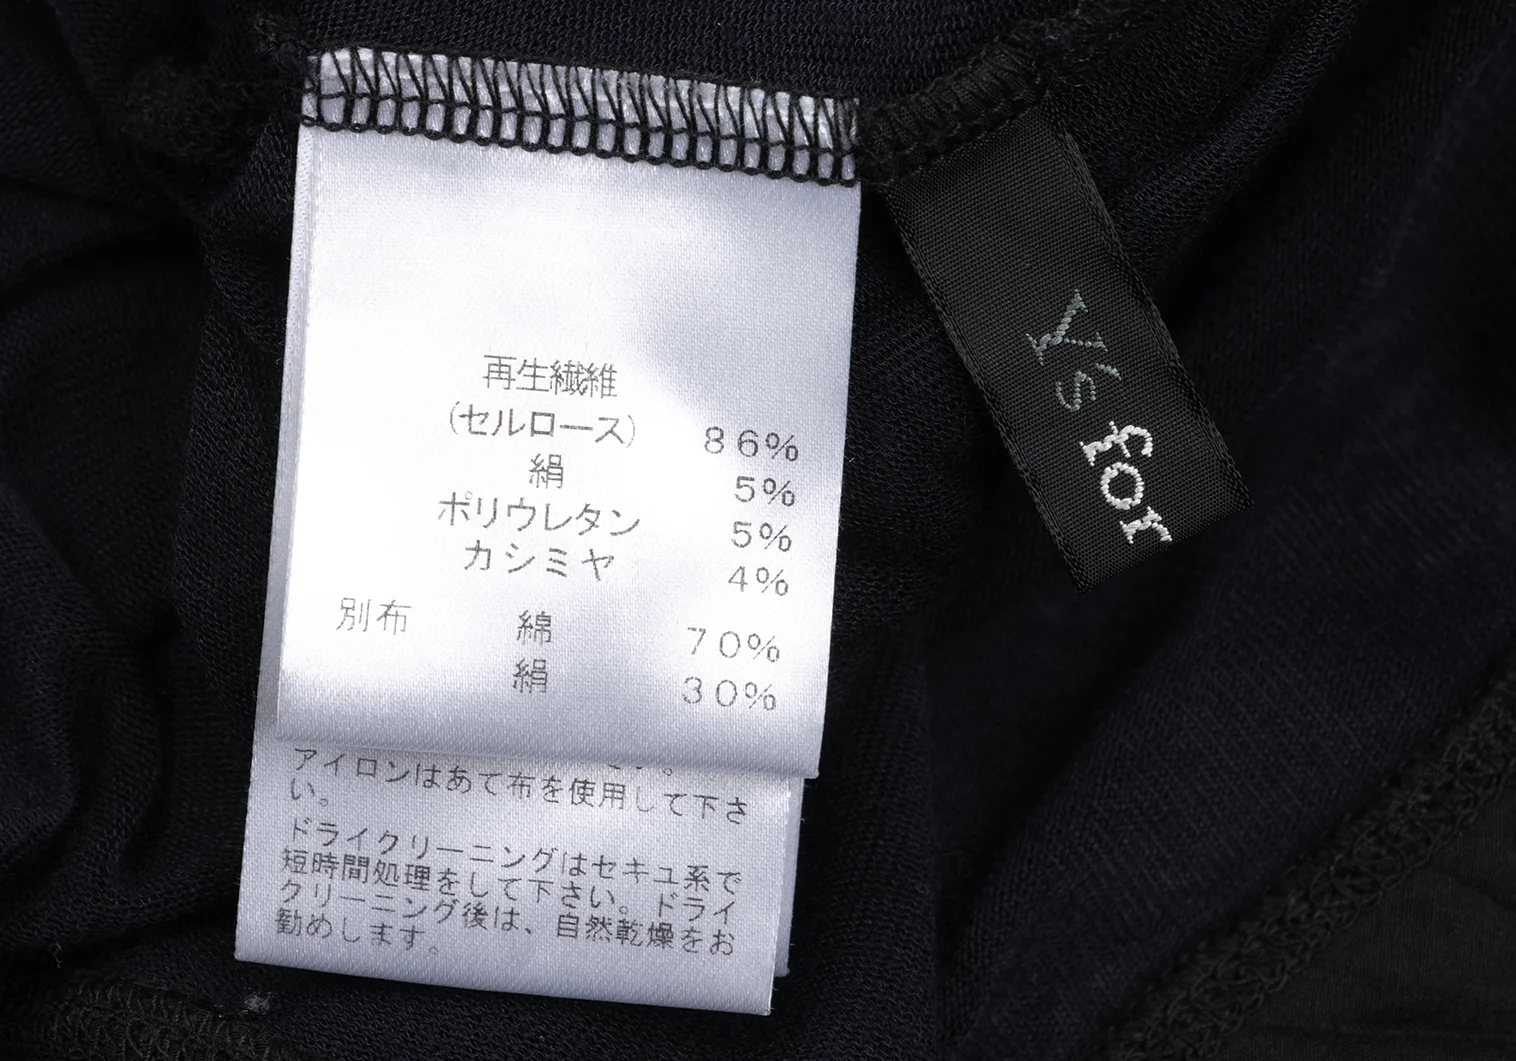 再生繊維
(セルロース) 86%
絹 5%
ポリウレタン 5%
カシミヤ 4%
別布 綿 70%
絹 30%
アイロンはあて布を使用して下さ
い。
ドライクリーニングはセキュ系で
短時間処理をして下さい。ドライ
クリーニング後は、自然乾燥をお
勧めします。
Y's for